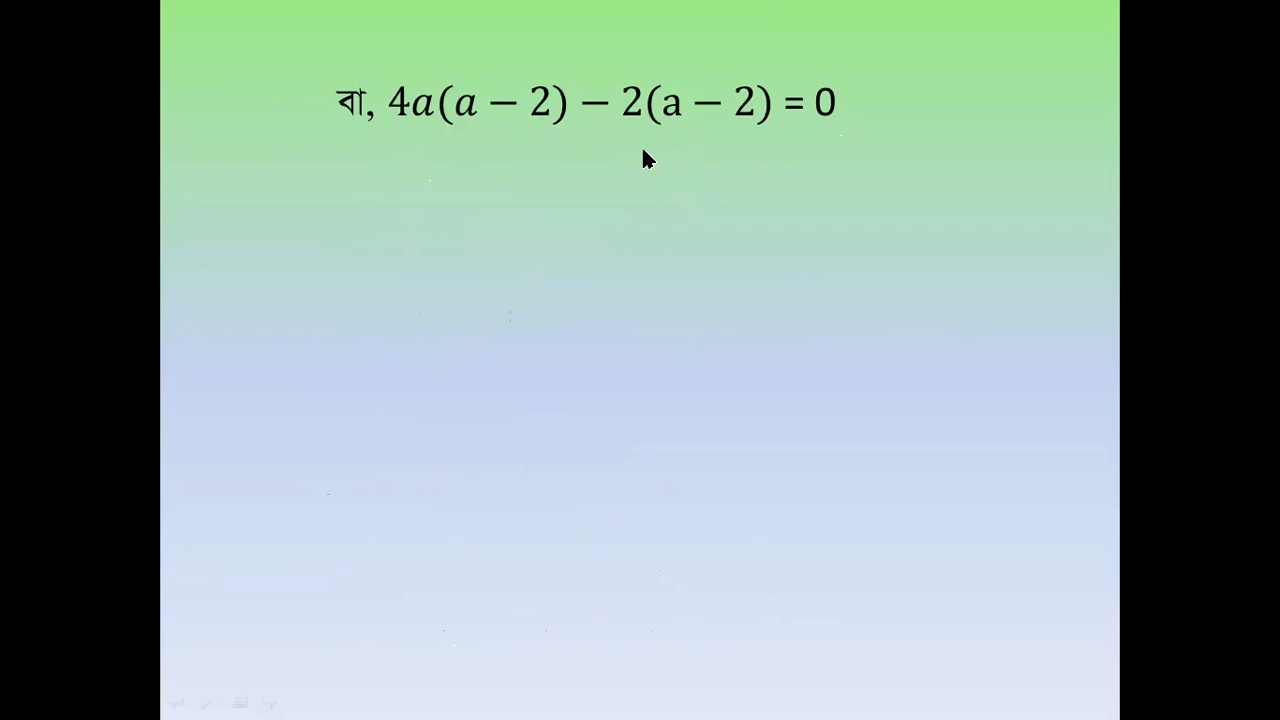 বা, 4a(a − 2) − 2(a − 2) = 0